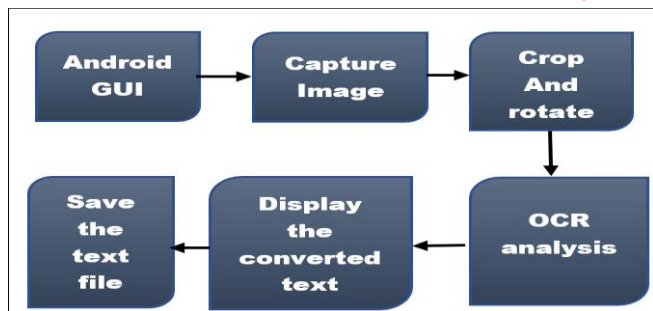 Android
GUI
Capture
Image
Crop
And
rotate
OCR
analysis
Display
the
converted
text
Save
the
text
file